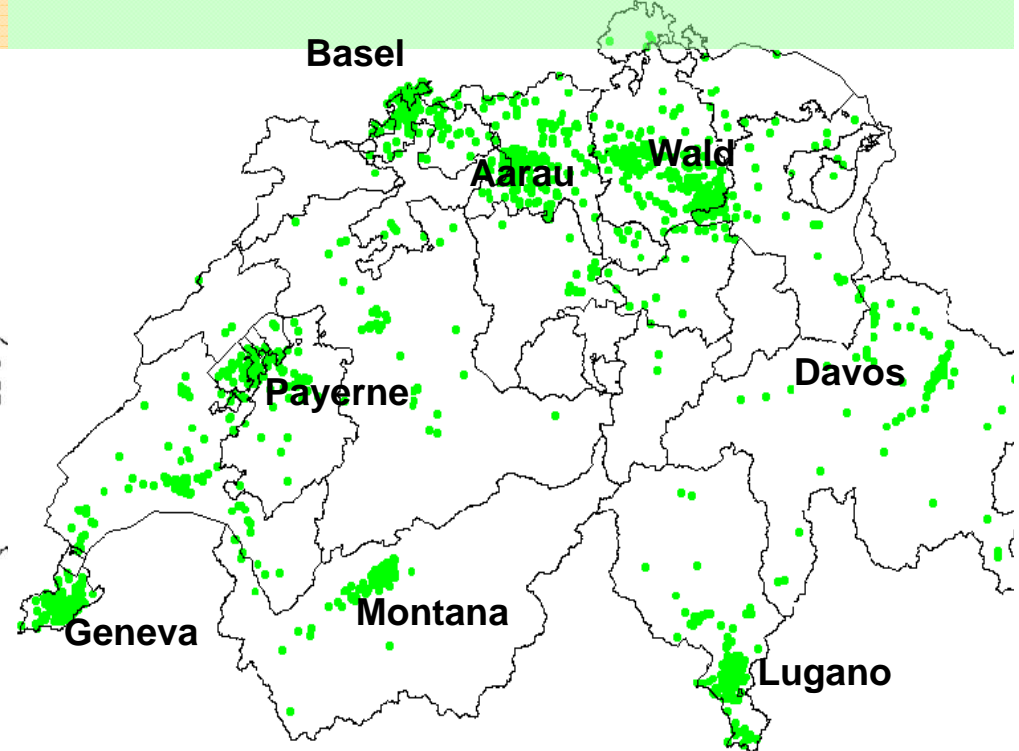 Basel
Wald
Aarau
Davos
Payerne
Montana
Geneva
Lugano